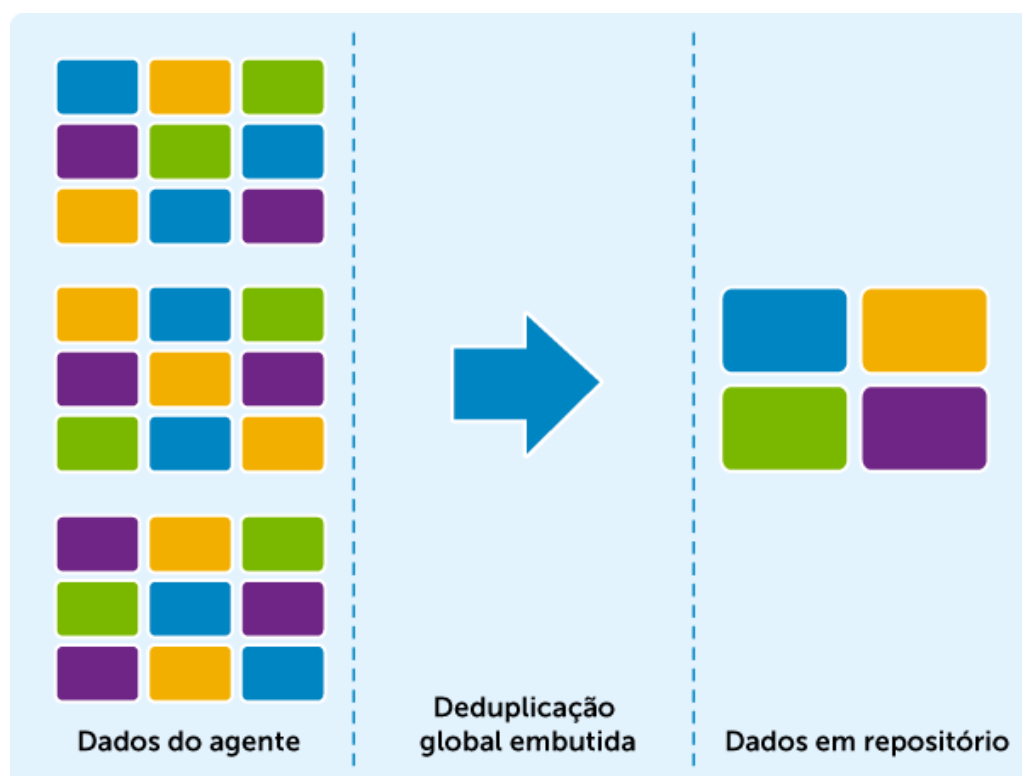 Dados do agente
Deduplicação
global embutida
Dados em repositório